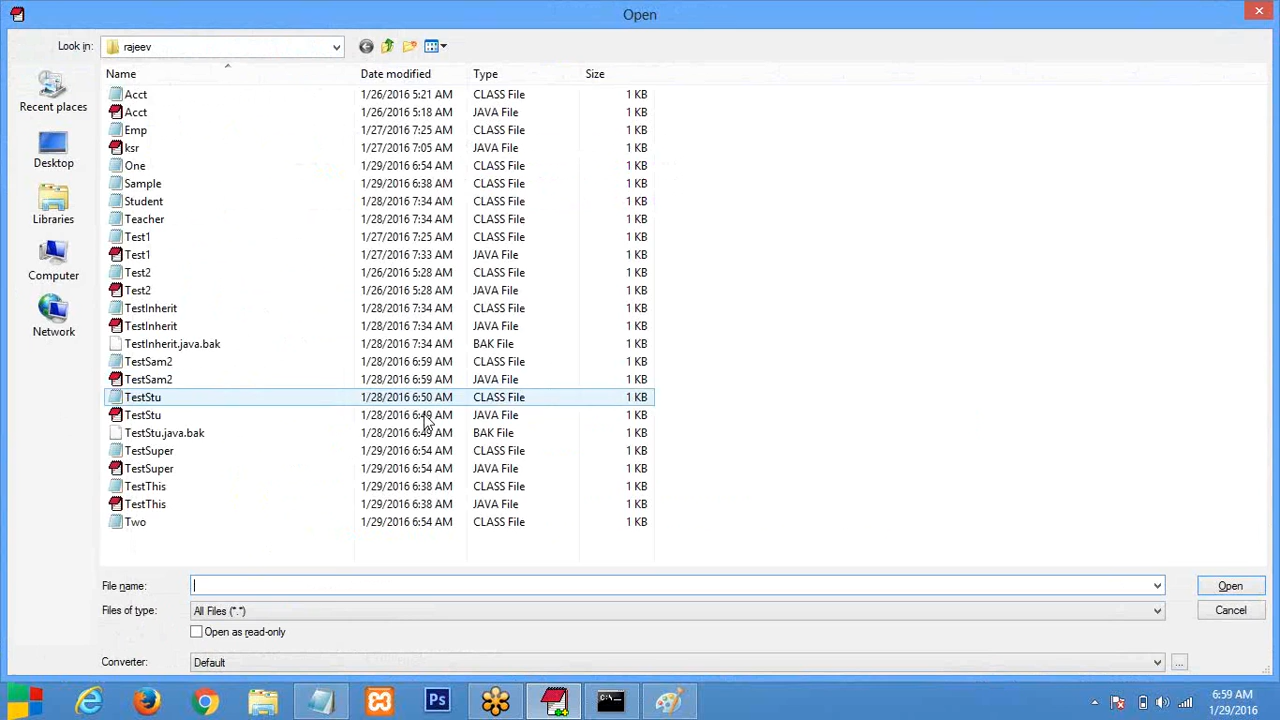 Open
Look in: rajeev
Name Date modified Type Size
Recent places
Desktop
Libraries
Computer
Network
Acct 1/26/2016 5:21 AM CLASS File 1 KB
Acct 1/26/2016 5:18 AM JAVA File 1 KB
Emp 1/27/2016 7:25 AM CLASS File 1 KB
ksr 1/27/2016 7:05 AM JAVA File 1 KB
One 1/29/2016 6:54 AM CLASS File 1 KB
Sample 1/29/2016 6:38 AM CLASS File 1 KB
Student 1/28/2016 7:34 AM CLASS File 1 KB
Teacher 1/28/2016 7:34 AM CLASS File 1 KB
Test1 1/27/2016 7:25 AM CLASS File 1 KB
Test1 1/27/2016 7:33 AM JAVA File 1 KB
Test2 1/26/2016 5:28 AM CLASS File 1 KB
Test2 1/26/2016 5:28 AM JAVA File 1 KB
TestInherit 1/28/2016 7:34 AM CLASS File 1 KB
TestInherit 1/28/2016 7:34 AM JAVA File 1 KB
TestInherit.java.bak 1/28/2016 7:34 AM BAK File 1 KB
TestSam2 1/28/2016 6:59 AM CLASS File 1 KB
TestSam2 1/28/2016 6:59 AM JAVA File 1 KB
TestStu 1/28/2016 6:50 AM CLASS File 1 KB
TestStu 1/28/2016 6:49 AM JAVA File 1 KB
TestStu.java.bak 1/28/2016 6:49 AM BAK File 1 KB
TestSuper 1/29/2016 6:54 AM CLASS File 1 KB
TestSuper 1/29/2016 6:54 AM JAVA File 1 KB
TestThis 1/29/2016 6:38 AM CLASS File 1 KB
TestThis 1/29/2016 6:38 AM JAVA File 1 KB
Two 1/29/2016 6:54 AM CLASS File 1 KB
File name: Open
Files of type: All Files (*.*) Cancel
Open as read-only
Converter: Default ...
Ps
6:59 AM
1/29/2016